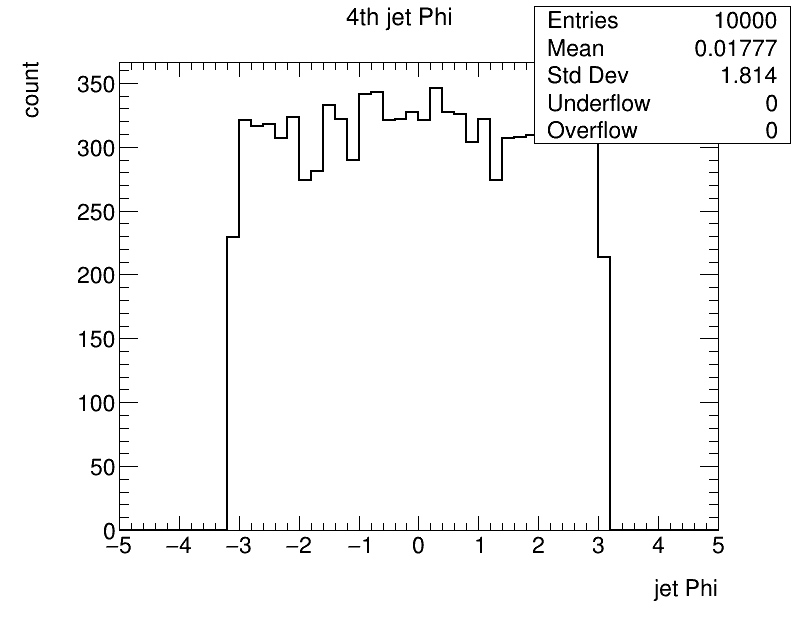 4th jet Phi
Entries 10000
Mean 0.01777
Std Dev 1.814
Underflow 0
Overflow 0
count
350
300
250
200
150
100
50
0
−5 −4 −3 −2 −1 0 1 2 3 4 5
jet Phi